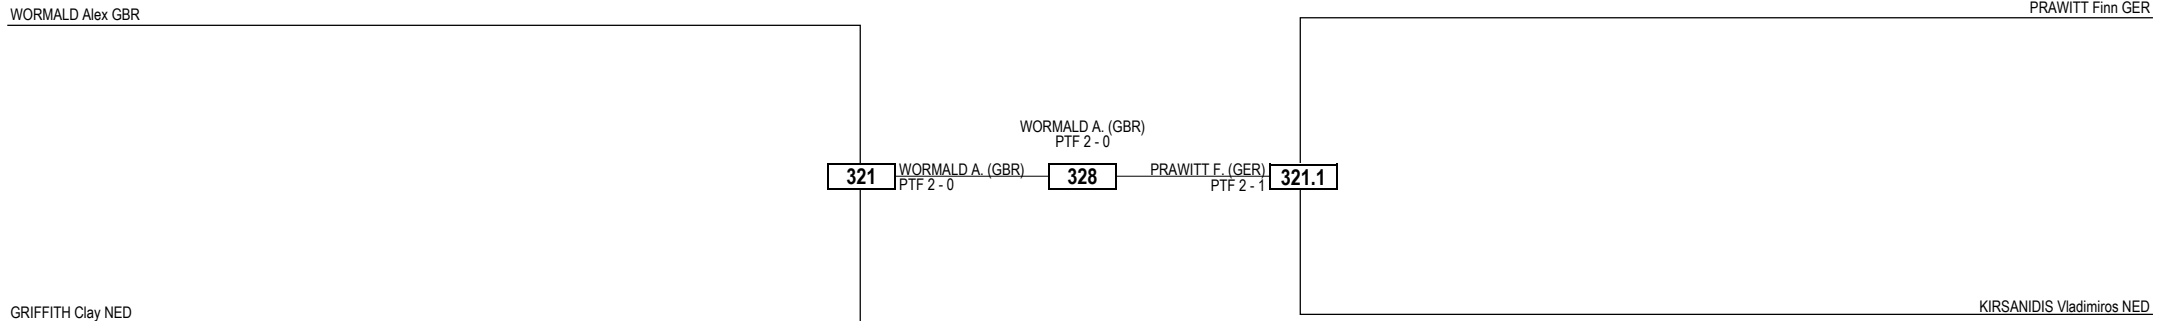 WORMALD Alex GBR
PRAWITT Finn GER
WORMALD A. (GBR)
PTF 2 - 0
321
WORMALD A. (GBR)
PTF 2 - 0
328
PRAWITT F. (GER)
PTF 2 - 1
321.1
GRIFFITH Clay NED
KIRSANIDIS Vladimiros NED